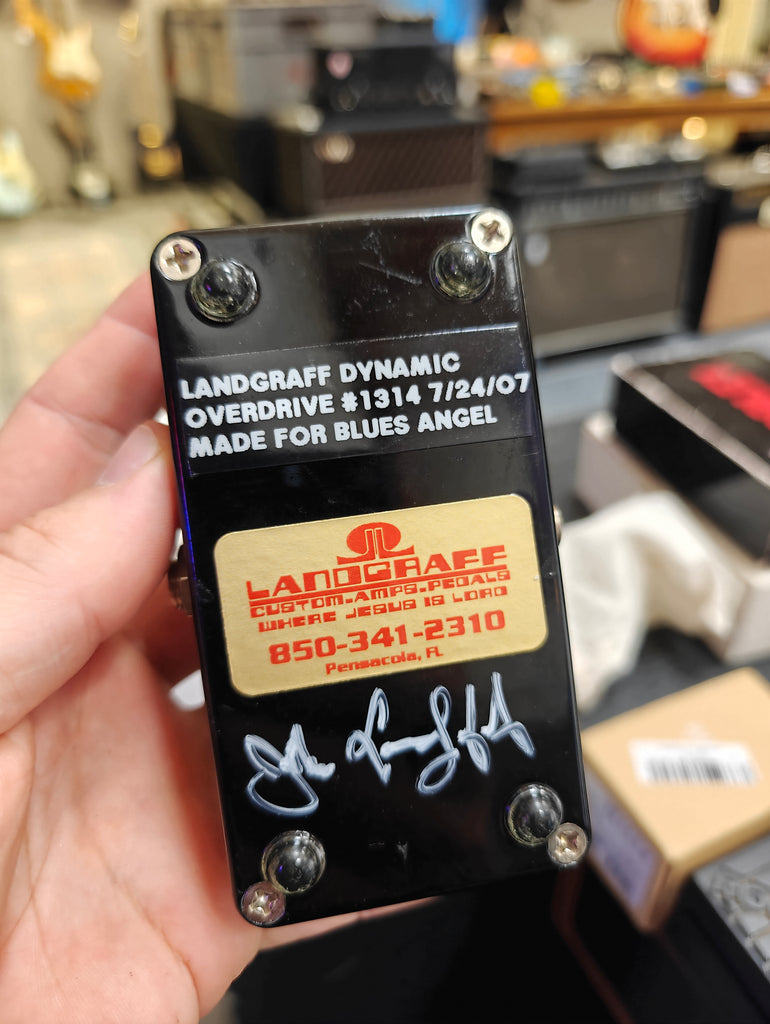 LANDGRAFF DYNAMIC
OVERDRIVE #1314 7/24/07
MADE FOR BLUES ANGEL
LANDGRAFF
CUSTOM-AMPS-PEDALS
WHERE JESUS IS LORD
850-341-2310
Pensacola, FL